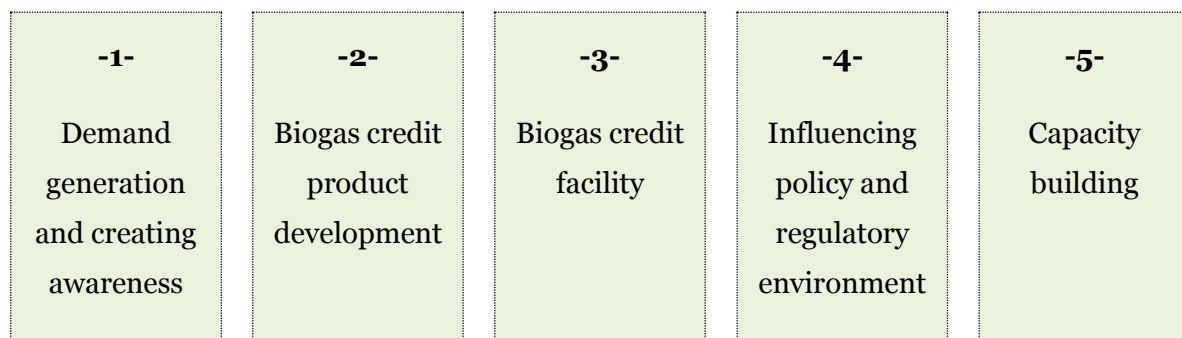 -1-
Demand
generation
and creating
awareness
-2-
Biogas credit
product
development
-3-
Biogas credit
facility
-4-
Influencing
policy and
regulatory
environment
-5-
Capacity
building